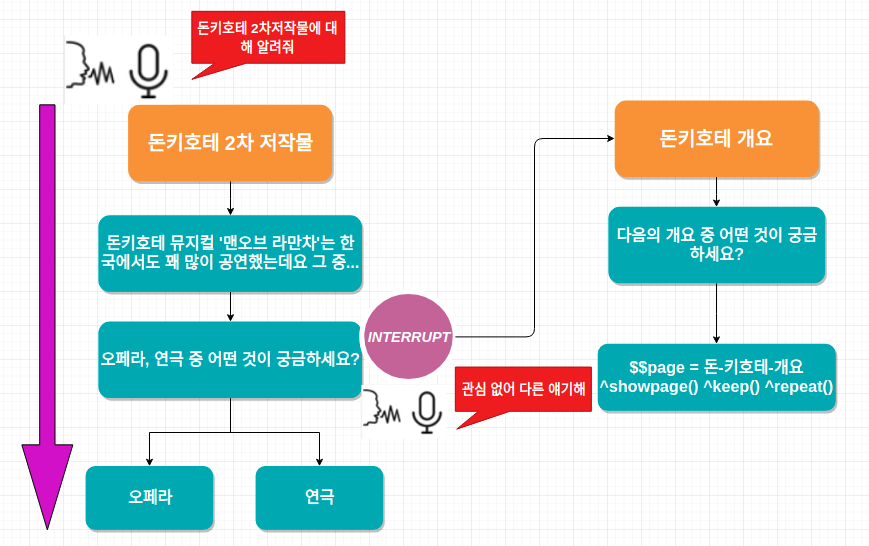 돈키호테 2차저작물에 대
해 알려줘
돈키호테 2차 저작물
돈키호테 뮤지컬 '맨오브 라만차'는 한
국에서도 꽤 많이 공연했는데요 그 중...
오페라, 연극 중 어떤 것이 궁금하세요?
INTERRUPT
관심 없어 다른 얘기해
오페라
연극
돈키호테 개요
다음의 개요 중 어떤 것이 궁금
하세요?
$$page = 돈-키호테-개요
^showpage() ^keep() ^repeat()